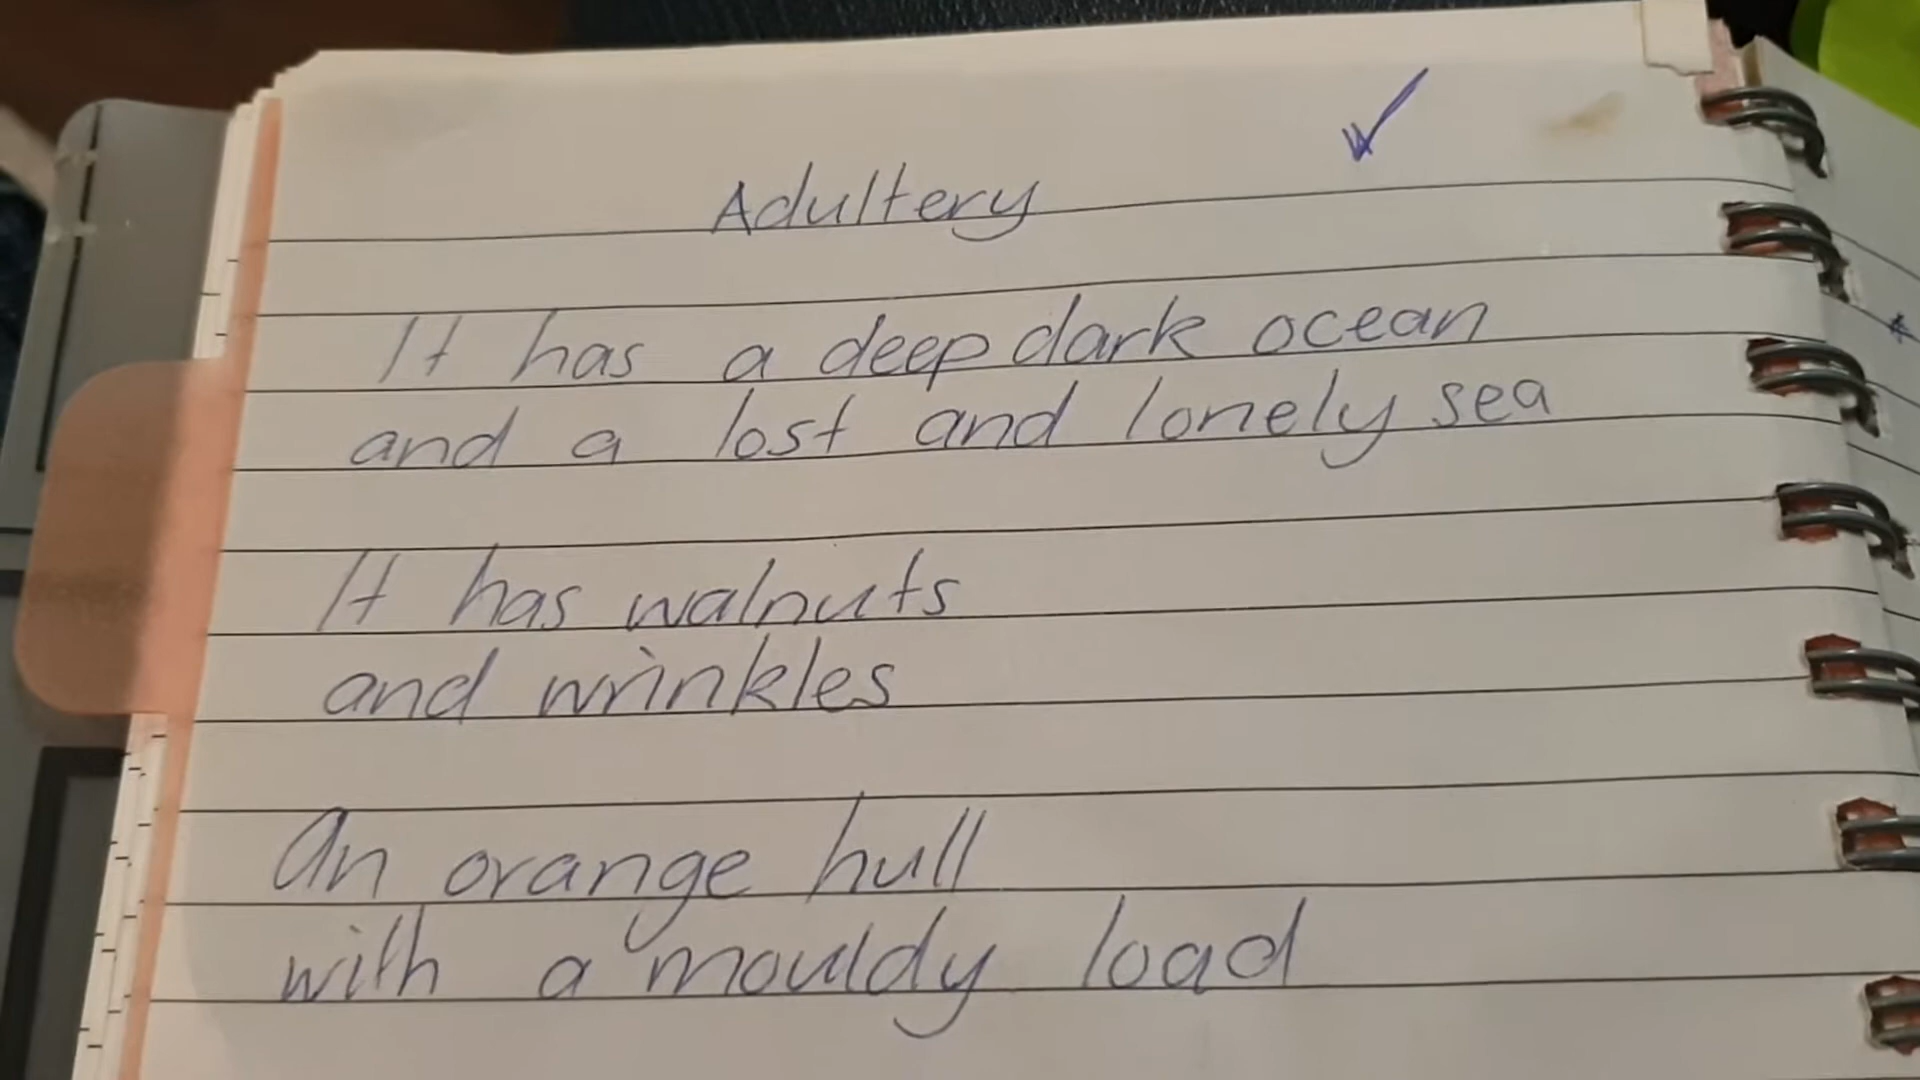 Adultery
It has a deep dark ocean
and a lost and lonely sea
It has walnuts
and wrinkles
An orange hull
with a mouldy load